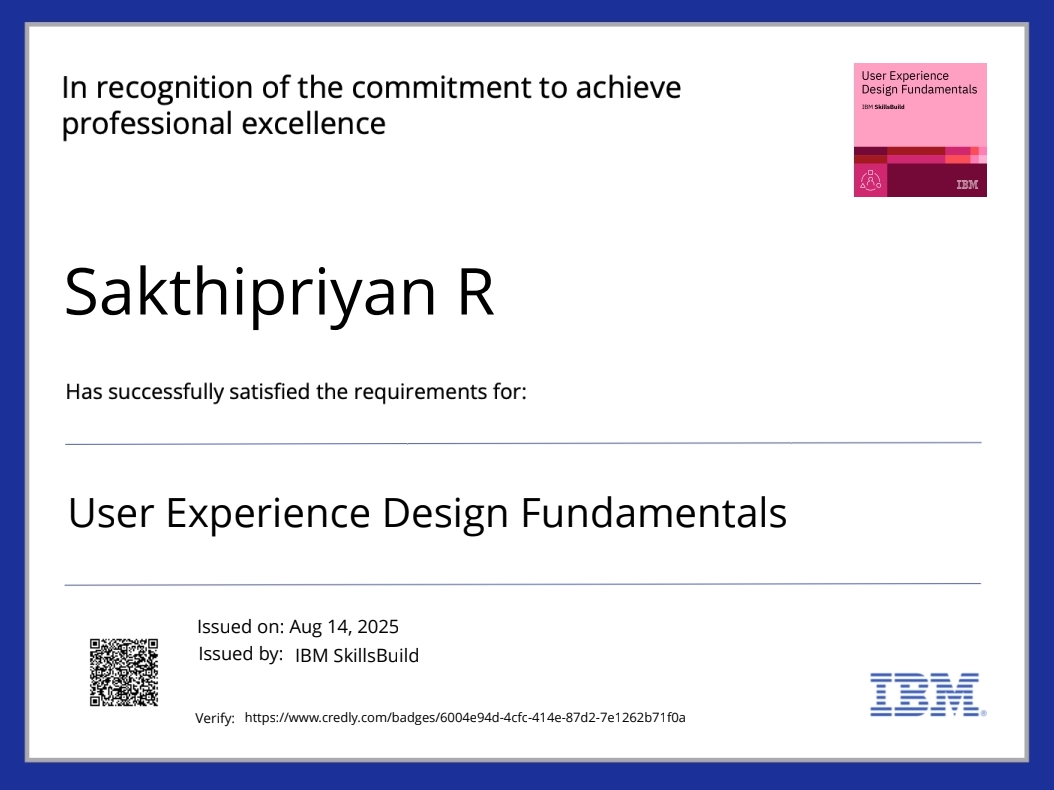 In recognition of the commitment to achieve
professional excellence
User Experience
Design Fundamentals
IBM SkillsBuild
IBM
Sakthipriyan R
Has successfully satisfied the requirements for:
User Experience Design Fundamentals
Issued on: Aug 14, 2025
Issued by: IBM SkillsBuild
Verify: https://www.credly.com/badges/6004e94d-4cfc-414e-87d2-7e1262b71f0a
IBM®